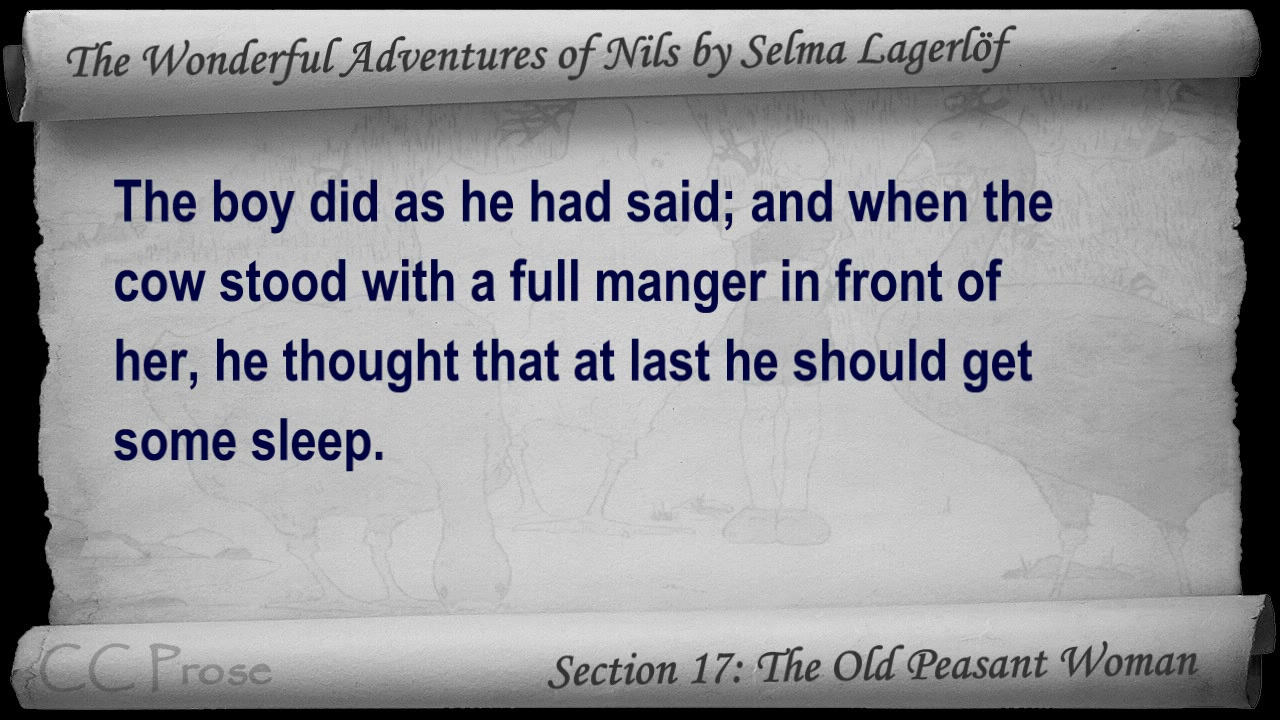 The Wonderful Adventures of Nils by Selma Lagerlöf
The boy did as he had said; and when the
cow stood with a full manger in front of
her, he thought that at last he should get
some sleep.
CC Prose
Section 17: The Old Peasant Woman